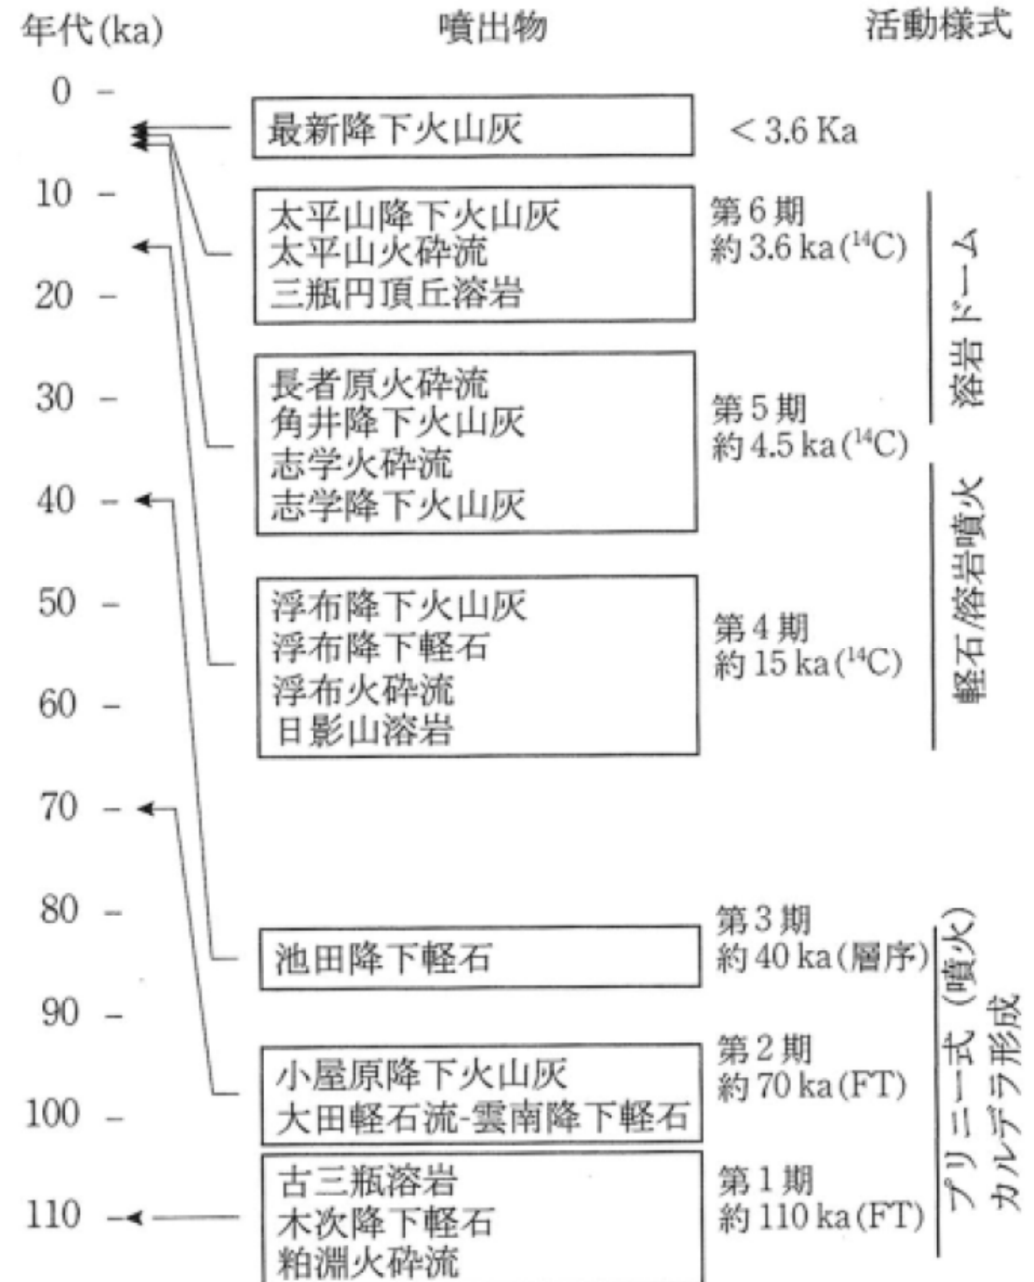 年代(ka) 噴出物 活動様式
0
最新降下火山灰 < 3.6 Ka
10
太平山降下火山灰
太平山火砕流
三瓶円頂丘溶岩
第6期
約3.6 ka(¹⁴C)
20
溶岩ドーム
30
長者原火砕流
角井降下火山灰
志学火砕流
志学降下火山灰
第5期
約4.5 ka(¹⁴C)
40
軽石/溶岩噴火
50
浮布降下火山灰
浮布降下軽石
浮布火砕流
日影山溶岩
第4期
約15 ka(¹⁴C)
60
70
80
池田降下軽石
第3期
約40 ka(層序)
90
小屋原降下火山灰
大田軽石流-雲南降下軽石
第2期
約70 ka(FT)
100
プリニー式(噴火)
カルデラ形成
110
古三瓶溶岩
木次降下軽石
粕淵火砕流
第1期
約110 ka(FT)